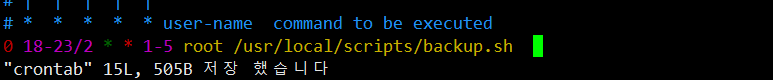 # |  |  |  |  |
# *  *  *  *  * user-name  command to be executed
0 18-23/2 * * 1-5 root /usr/local/scripts/backup.sh
"crontab" 15L, 505B 저장 했습니다